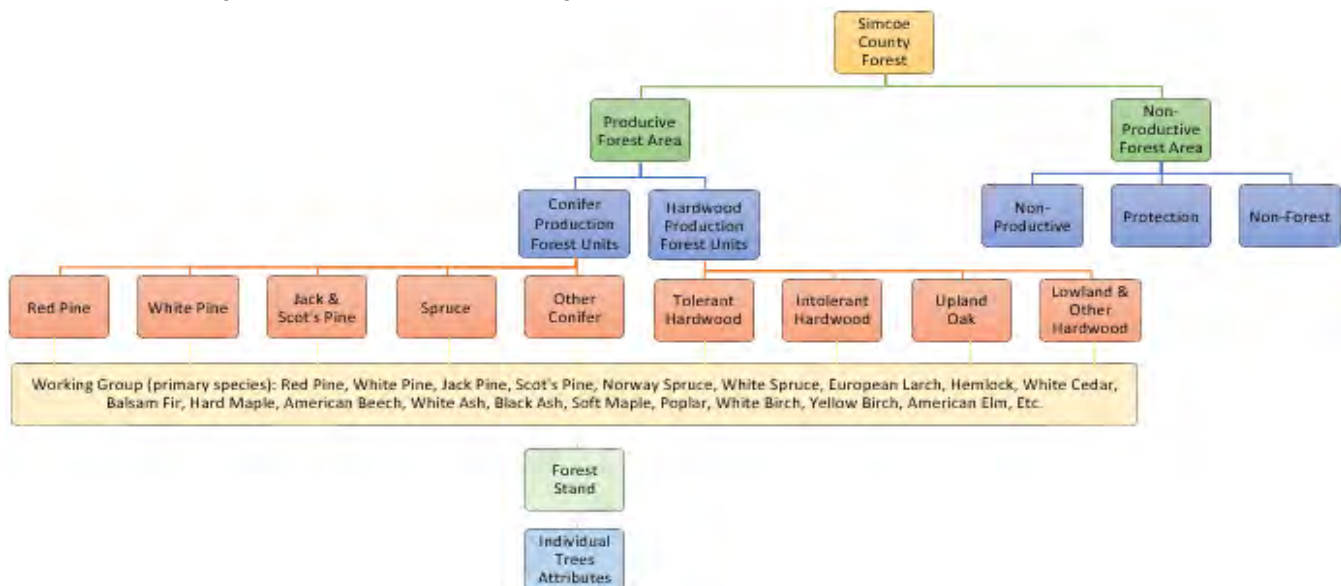 Simcoe
County
Forest
Producive
Forest Area
Non-
Productive
Forest Area
Conifer
Production
Forest Units
Hardwood
Production
Forest Units
Non-
Productive
Protection
Non-Forest
Red Pine
White Pine
Jack &
Scot's Pine
Spruce
Other
Conifer
Tolerant
Hardwood
Intolerant
Hardwood
Upland
Oak
Lowland &
Other
Hardwood
Working Group (primary species): Red Pine, White Pine, Jack Pine, Scot's Pine, Norway Spruce, White Spruce, European Larch, Hemlock, White Cedar,
Balsam Fir, Hard Maple, American Beech, White Ash, Black Ash, Soft Maple, Poplar, White Birch, Yellow Birch, American Elm, Etc.
Forest
Stand
Individual
Trees
Attributes